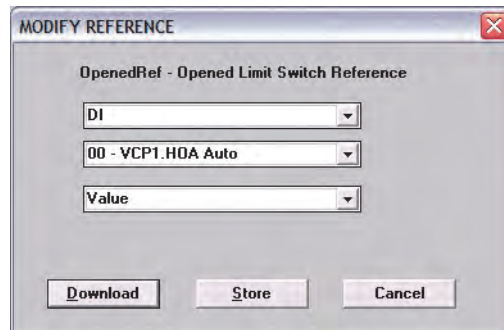 MODIFY REFERENCE
OpenedRef - Opened Limit Switch Reference
DI
00 - VCP1.HOA Auto
Value
Download
Store
Cancel